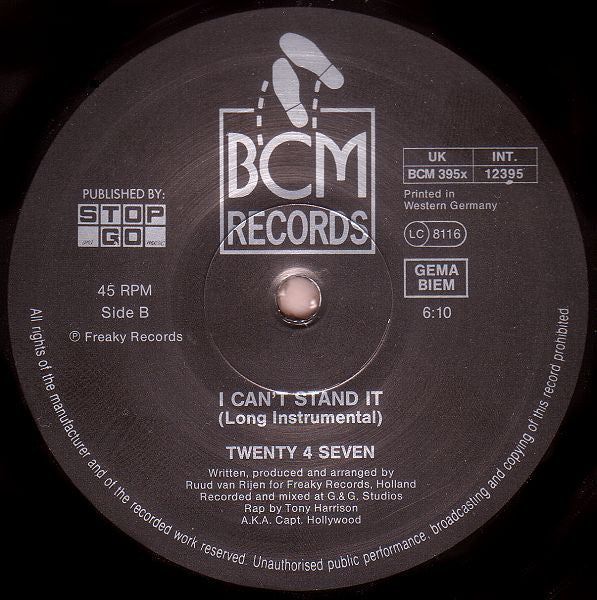 BCM
RECORDS
UK INT.
BCM 395x 12395
Printed in
Western Germany
LC 8116
GEMA
BIEM
6:10
PUBLISHED BY:
STOP
GO
45 RPM
Side B
℗ Freaky Records
I CAN'T STAND IT
(Long Instrumental)
TWENTY 4 SEVEN
Written, produced and arranged by
Ruud van Rijen for Freaky Records, Holland
Recorded and mixed at G.&G. Studios
Rap by Tony Harrison
A.K.A. Capt. Hollywood
All rights of the manufacturer and of the recorded work reserved. Unauthorised public performance, broadcasting and copying of this record prohibited.